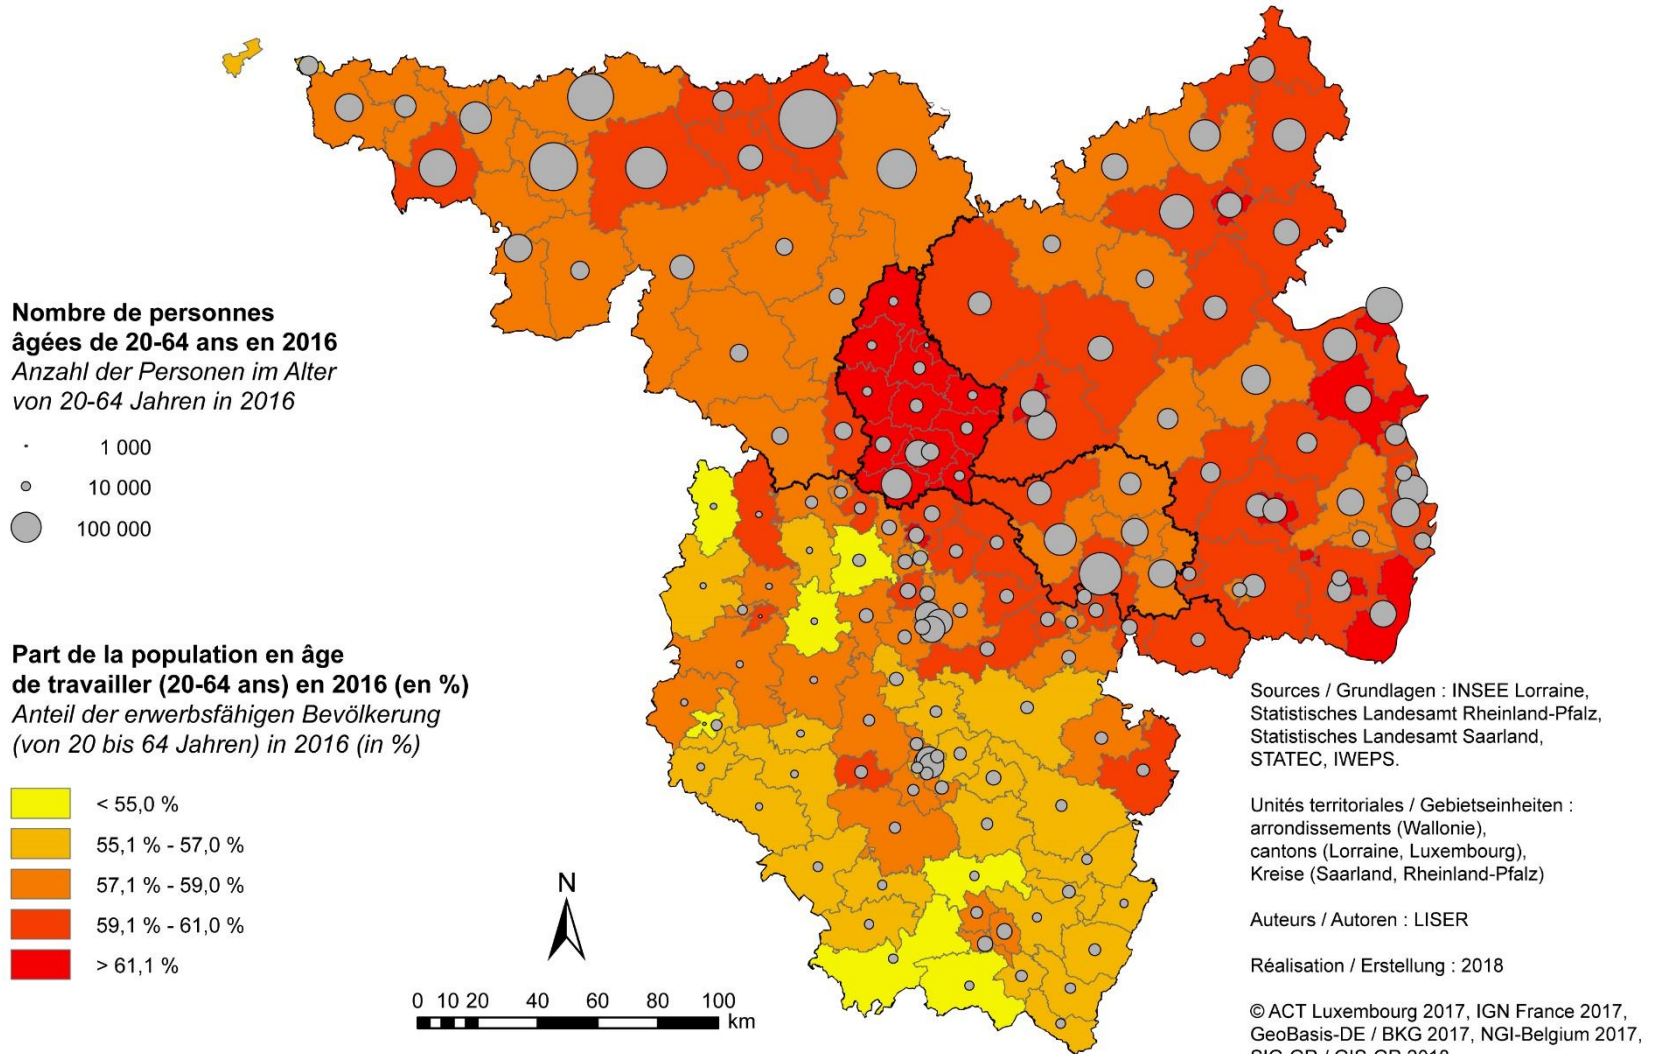 Nombre de personnes
âgées de 20-64 ans en 2016
Anzahl der Personen im Alter
von 20-64 Jahren in 2016
1 000
10 000
100 000
Part de la population en âge
de travailler (20-64 ans) en 2016 (en %)
Anteil der erwerbsfähigen Bevölkerung
(von 20 bis 64 Jahren) in 2016 (in %)
< 55,0 %
55,1 % - 57,0 %
57,1 % - 59,0 %
59,1 % - 61,0 %
> 61,1 %
N
0 10 20 40 60 80 100
km
Sources / Grundlagen : INSEE Lorraine,
Statistisches Landesamt Rheinland-Pfalz,
Statistisches Landesamt Saarland,
STATEC, IWEPS.
Unités territoriales / Gebietseinheiten :
arrondissements (Wallonie),
cantons (Lorraine, Luxembourg),
Kreise (Saarland, Rheinland-Pfalz)
Auteurs / Autoren : LISER
Réalisation / Erstellung : 2018
© ACT Luxembourg 2017, IGN France 2017,
GeoBasis-DE / BKG 2017, NGI-Belgium 2017,
SIG-GR / GIS-GR 2018